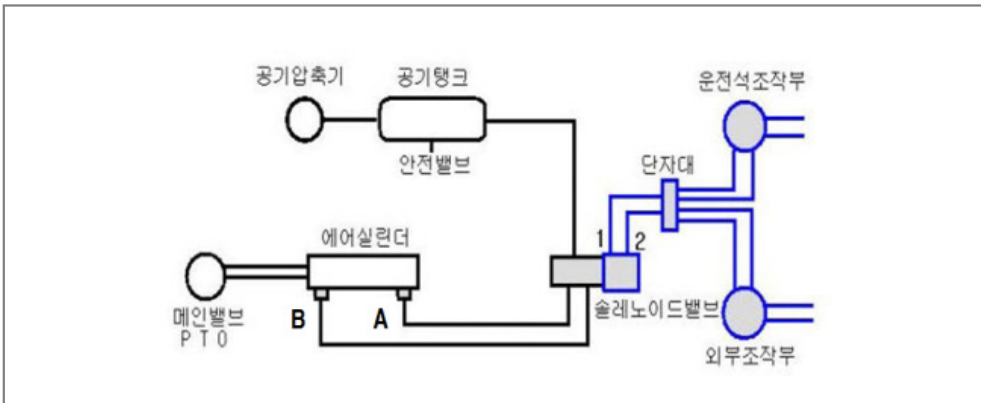 공기압축기
공기탱크
운전석조작부
안전밸브
단자대
에어실린더
1
2
B
A
메인밸브
P T O
솔레노이드밸브
외부조작부